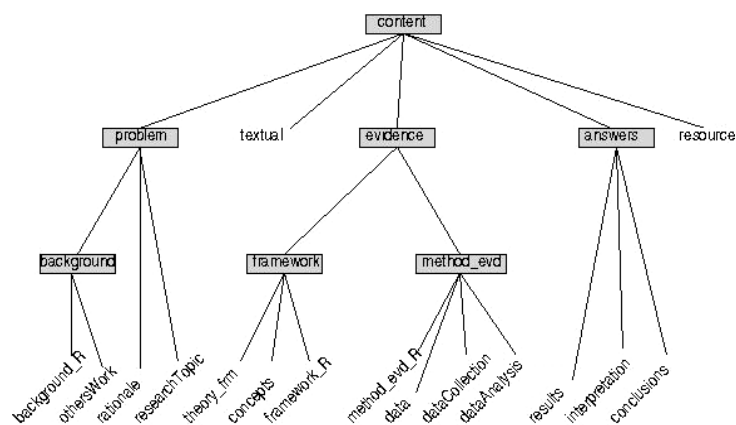 content
problem
textual
evidence
answers
resource
background
framework
method_evd
background_R
othersWork
rationale
researchTopic
theory_frm
concepts
framework_R
method_evd_R
data
dataCollection
dataAnalysis
results
interpretation
conclusions